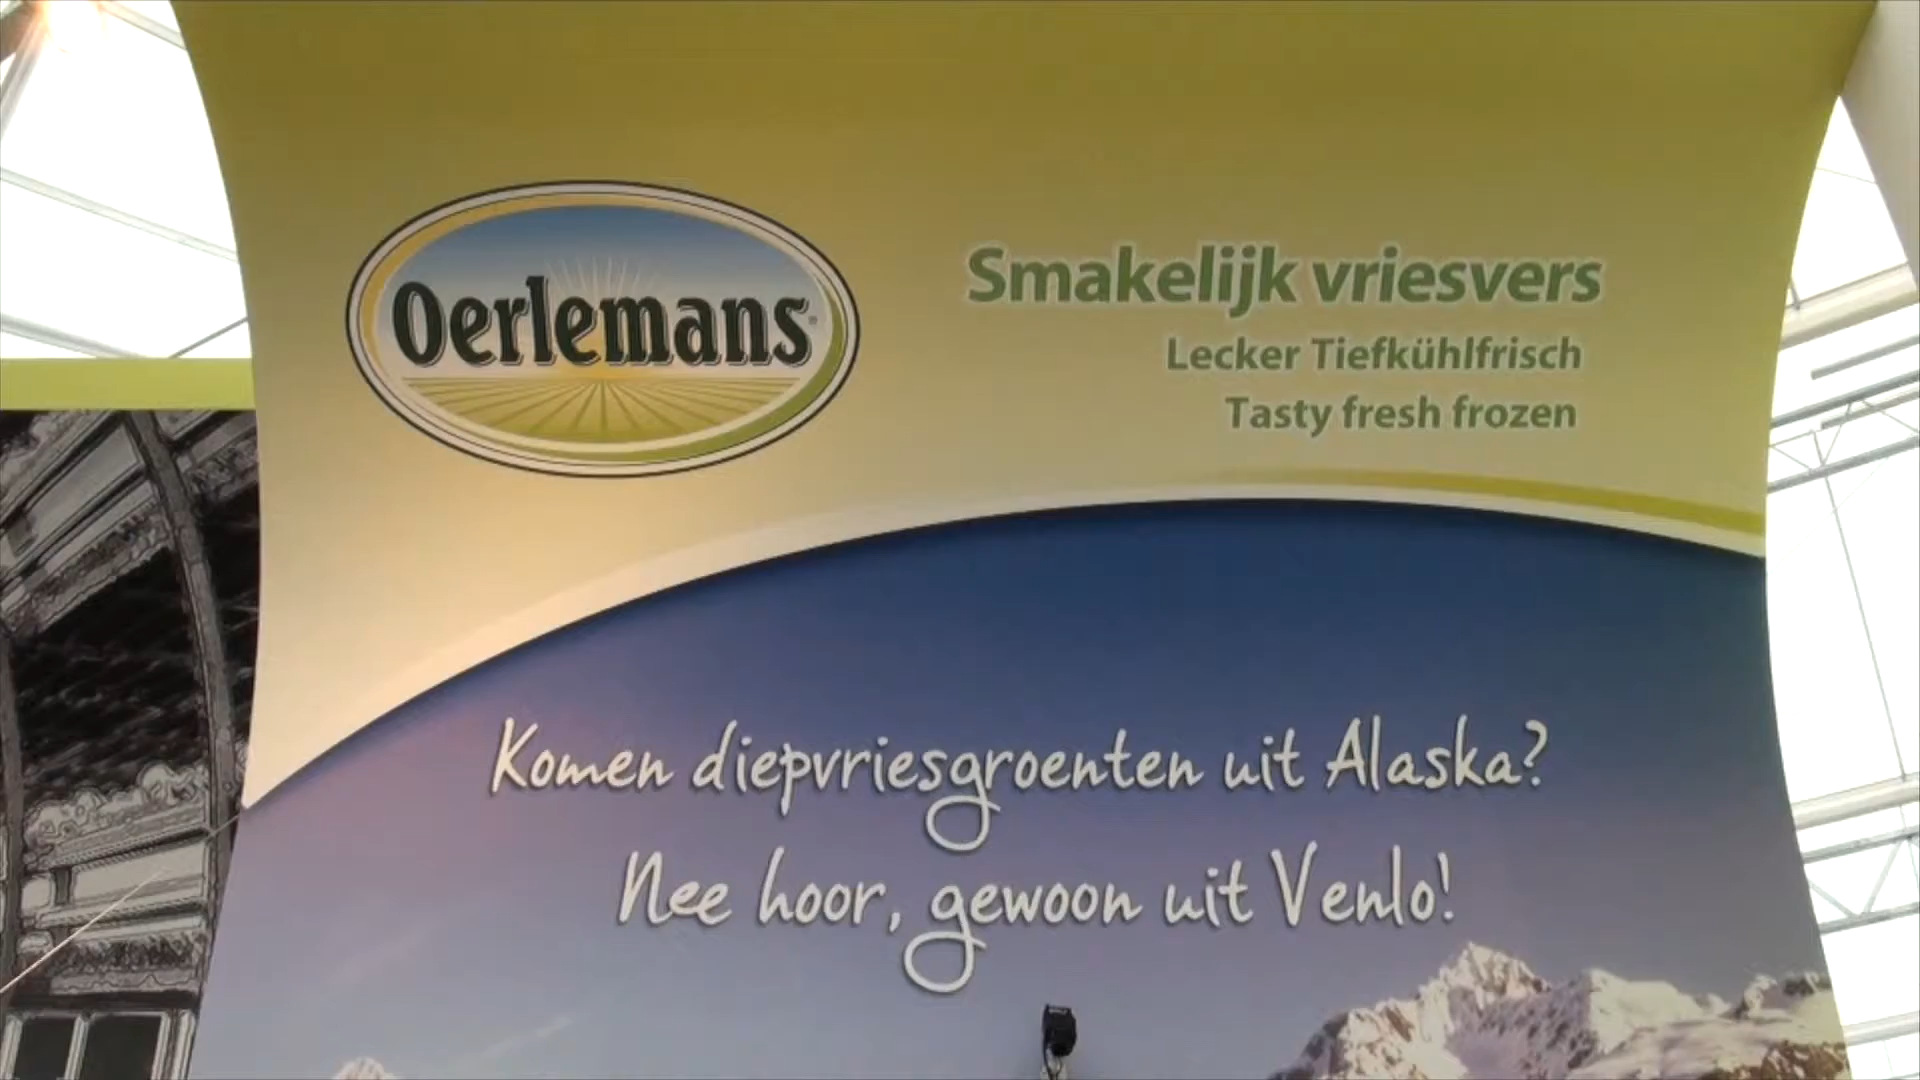 Oerlemans
Smakelijk vriesvers
Lecker Tiefkühlfrisch
Tasty fresh frozen
Komen diepvriesgroenten uit Alaska?
Nee hoor, gewoon uit Venlo!